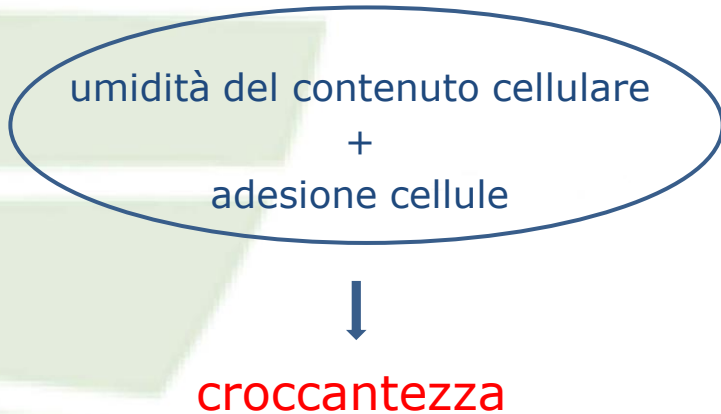 umidità del contenuto cellulare
+
adesione cellule
croccantezza